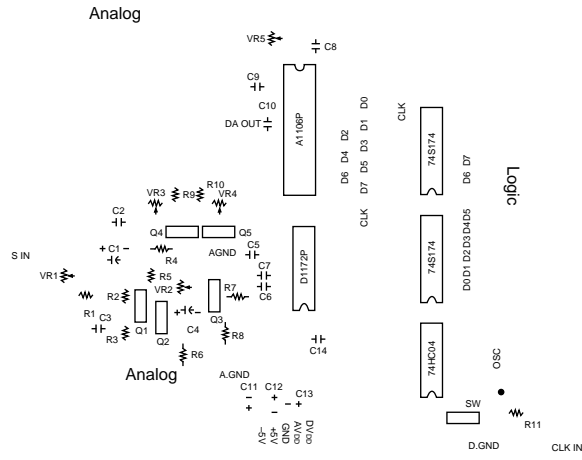 Analog
VR5
C8
C9
C10
DA OUT
A1106P
D0
D1
D2
D3
D4
D5
D6
D7
CLK
CLK
74S174
D7
D6
Logic
VR3
R9
R10
VR4
C2
Q4
Q5
S IN
C1
R4
AGND
C5
D1172P
74S174
D5
D4
D3
D2
D1
D0
VR1
R5
VR2
C7
C6
R7
R2
R1
C3
R3
Q1
Q2
C4
Q3
R8
R6
C14
74HC04
OSC
Analog
A.GND
C11
C12
C13
–5V
+5V
GND
AVDD
DVDD
SW
R11
D.GND
CLK IN